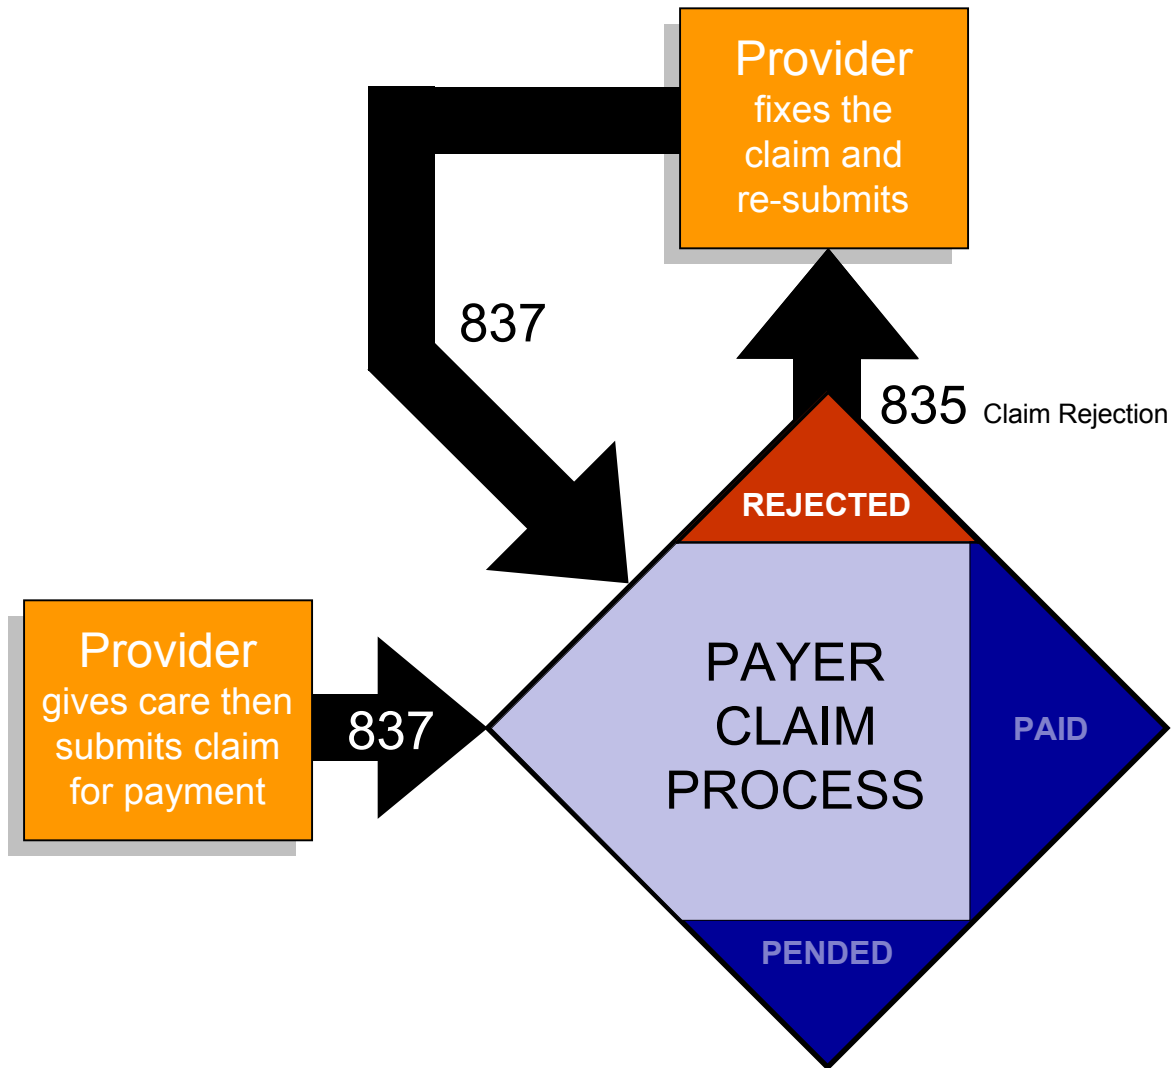 Provider
fixes the
claim and
re-submits
837
835 Claim Rejection
REJECTED
Provider
gives care then
submits claim
for payment
837
PAYER
CLAIM
PROCESS
PAID
PENDED